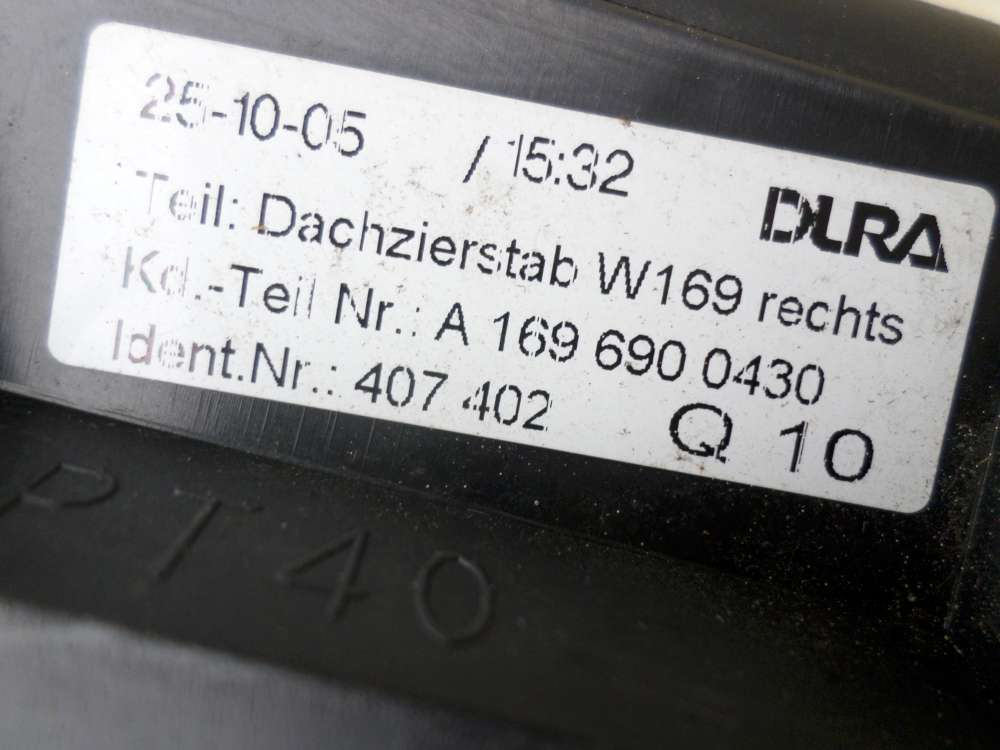 25-10-05 / 15:32
DURA
Teil: Dachzierstab W169 rechts
Kd.-Teil Nr.: A 169 690 0430
Ident.Nr.: 407 402 Q 10
PT40